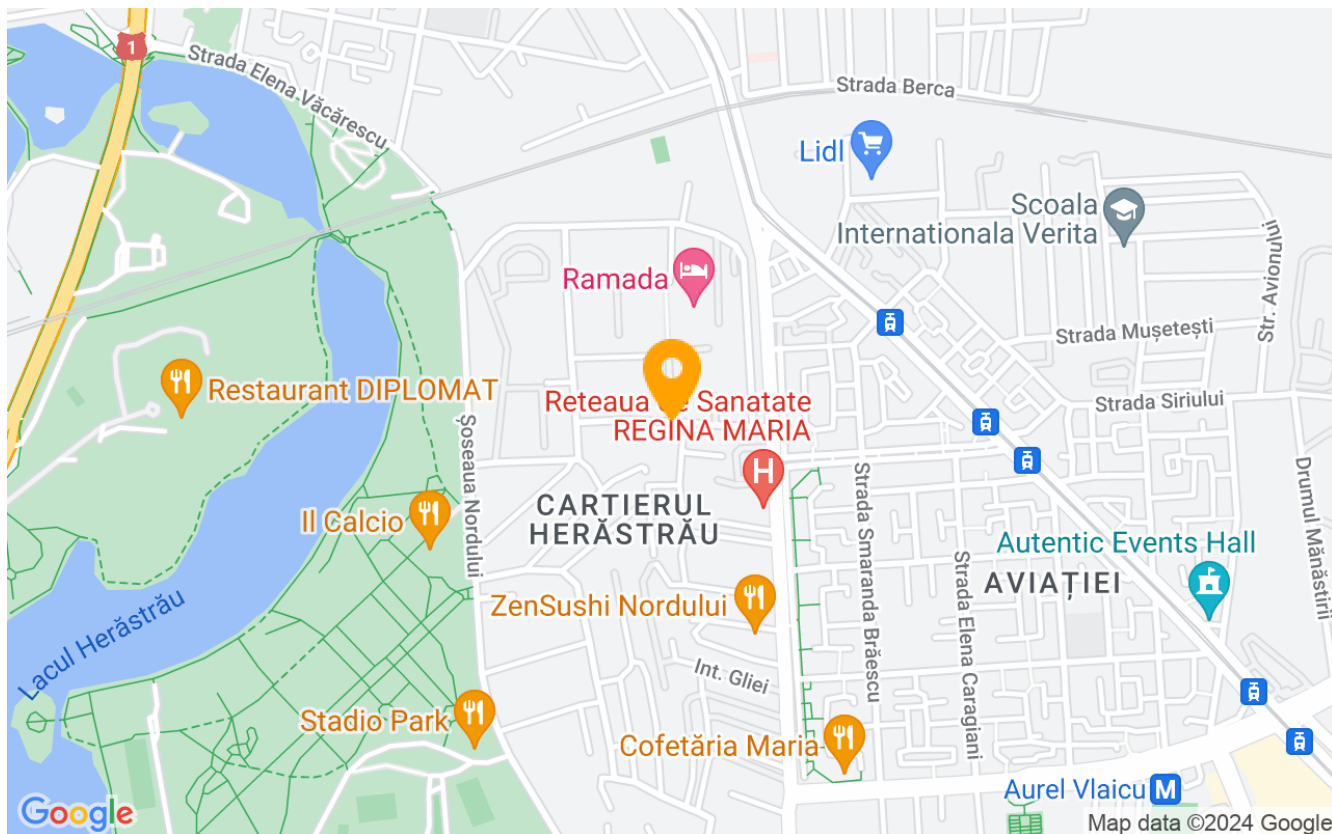 1
Strada Elena Văcărescu
Strada Berca
Lidl
Scoala
Internationala Verita
Str. Avionului
Ramada
Strada Mușetești
Restaurant DIPLOMAT
Reteaua de Sanatate
REGINA MARIA
Strada Siriului
Șoseaua Nordului
H
Drumul Mănăstirii
Il Calcio
CARTIERUL
HERĂSTRĂU
Strada Smaranda Brăescu
Strada Elena Caragiani
Autentic Events Hall
AVIAȚIEI
ZenSushi Nordului
Lacul Herăstrău
Int. Gliei
Stadio Park
Cofetăria Maria
Aurel Vlaicu M
Google
Map data ©2024 Google